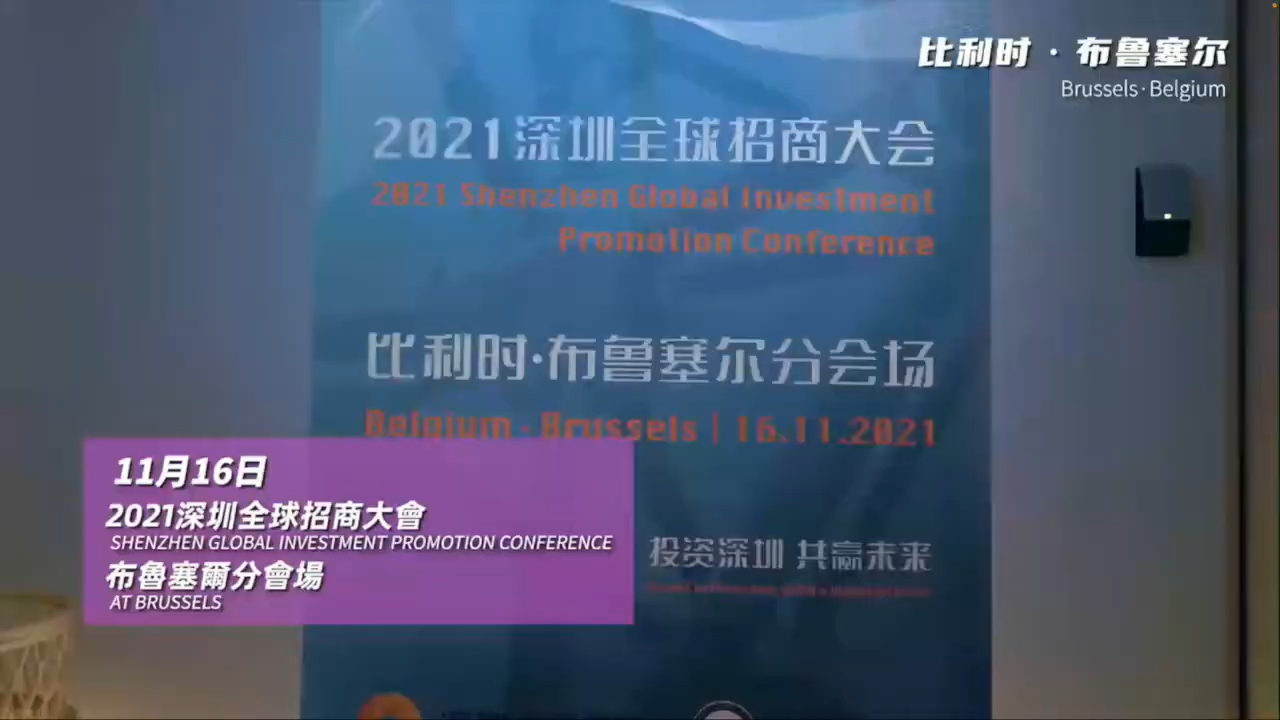 比利时 · 布鲁塞尔
Brussels · Belgium
2021深圳全球招商大会
2021 Shenzhen Global Investment
Promotion Conference
比利时·布鲁塞尔分会场
Belgium · Brussels | 16.11.2021
11月16日
2021深圳全球招商大會
SHENZHEN GLOBAL INVESTMENT PROMOTION CONFERENCE
布魯塞爾分會場
AT BRUSSELS
投资深圳 共赢未来